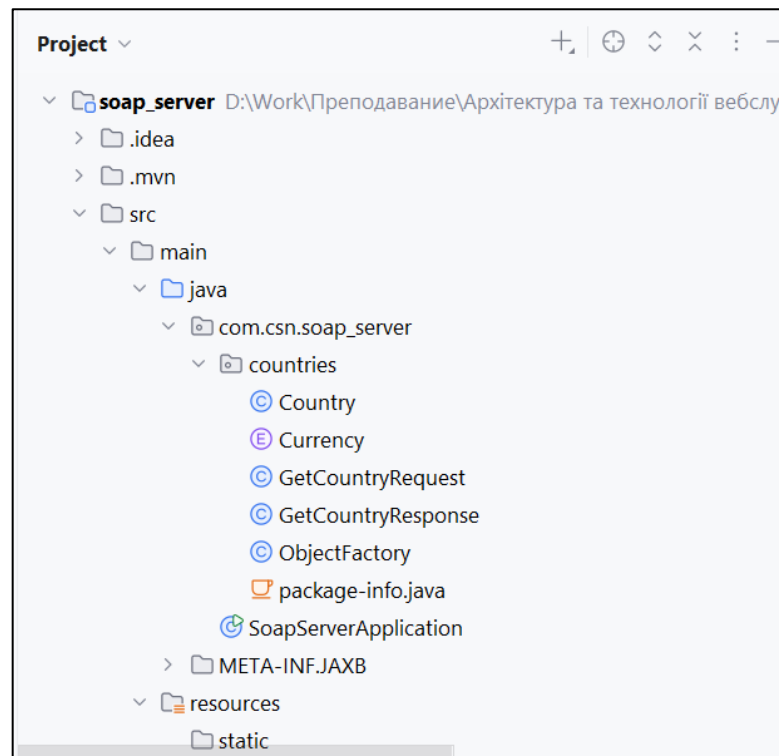 Project
soap_server D:\Work\Преподавание\Архітектура та технології вебслу
.idea
.mvn
src
main
java
com.csn.soap_server
countries
Country
Currency
GetCountryRequest
GetCountryResponse
ObjectFactory
package-info.java
SoapServerApplication
META-INF.JAXB
resources
static